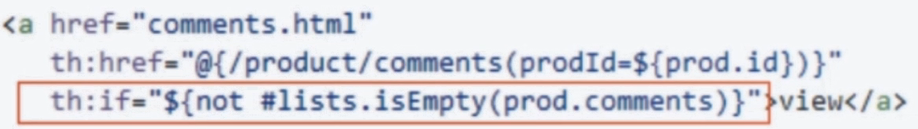 <a href="comments.html"
th:href="@{/product/comments(prodId=${prod.id})}"
th:if="${not #lists.isEmpty(prod.comments)}">view</a>